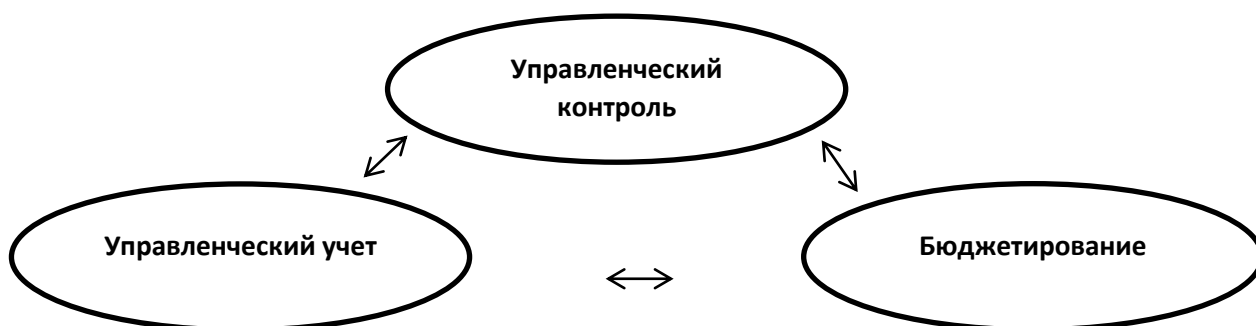 Управленческий
контроль
Управленческий учет
Бюджетирование